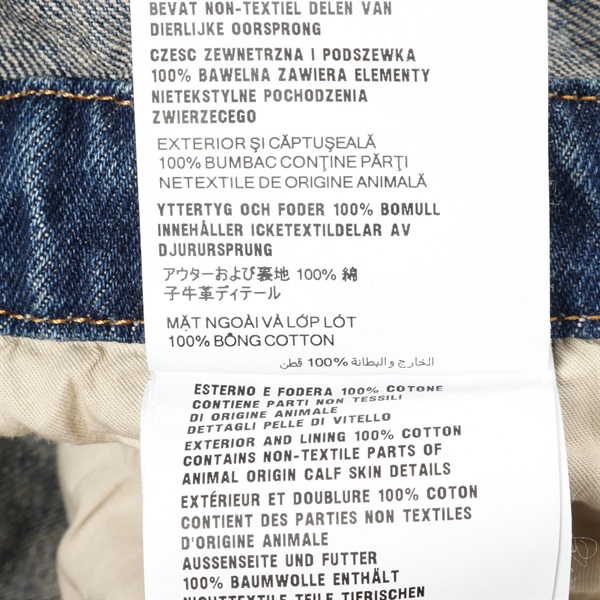 BEVAT NON-TEXTIEL DELEN VAN
DIERLIJKE OORSPRONG
CZESC ZEWNETRZNA I PODSZEWKA
100% BAWELNA ZAWIERA ELEMENTY
NIETEKSTYLNE POCHODZENIA
ZWIERZECEGO
EXTERIOR ŞI CĂPTUŞEALĂ
100% BUMBAC CONŢINE PĂRŢI
NETEXTILE DE ORIGINE ANIMALĂ
YTTERTYG OCH FODER 100% BOMULL
INNEHÅLLER ICKETEXTILDELAR AV
DJURURSPRUNG
アウターおよび裏地 100% 綿
子牛革ディテール
MẶT NGOÀI VÀ LỚP LÓT
100% BÔNG COTTON
الخارج والبطانة %100 قطن
ESTERNO E FODERA 100% COTONE
CONTIENE PARTI NON TESSILI
DI ORIGINE ANIMALE
DETTAGLI PELLE DI VITELLO
EXTERIOR AND LINING 100% COTTON
CONTAINS NON-TEXTILE PARTS OF
ANIMAL ORIGIN CALF SKIN DETAILS
EXTÉRIEUR ET DOUBLURE 100% COTON
CONTIENT DES PARTIES NON TEXTILES
D'ORIGINE ANIMALE
AUSSENSEITE UND FUTTER
100% BAUMWOLLE ENTHÄLT
NICHTTEXTILE TEILE TIERISCHEN